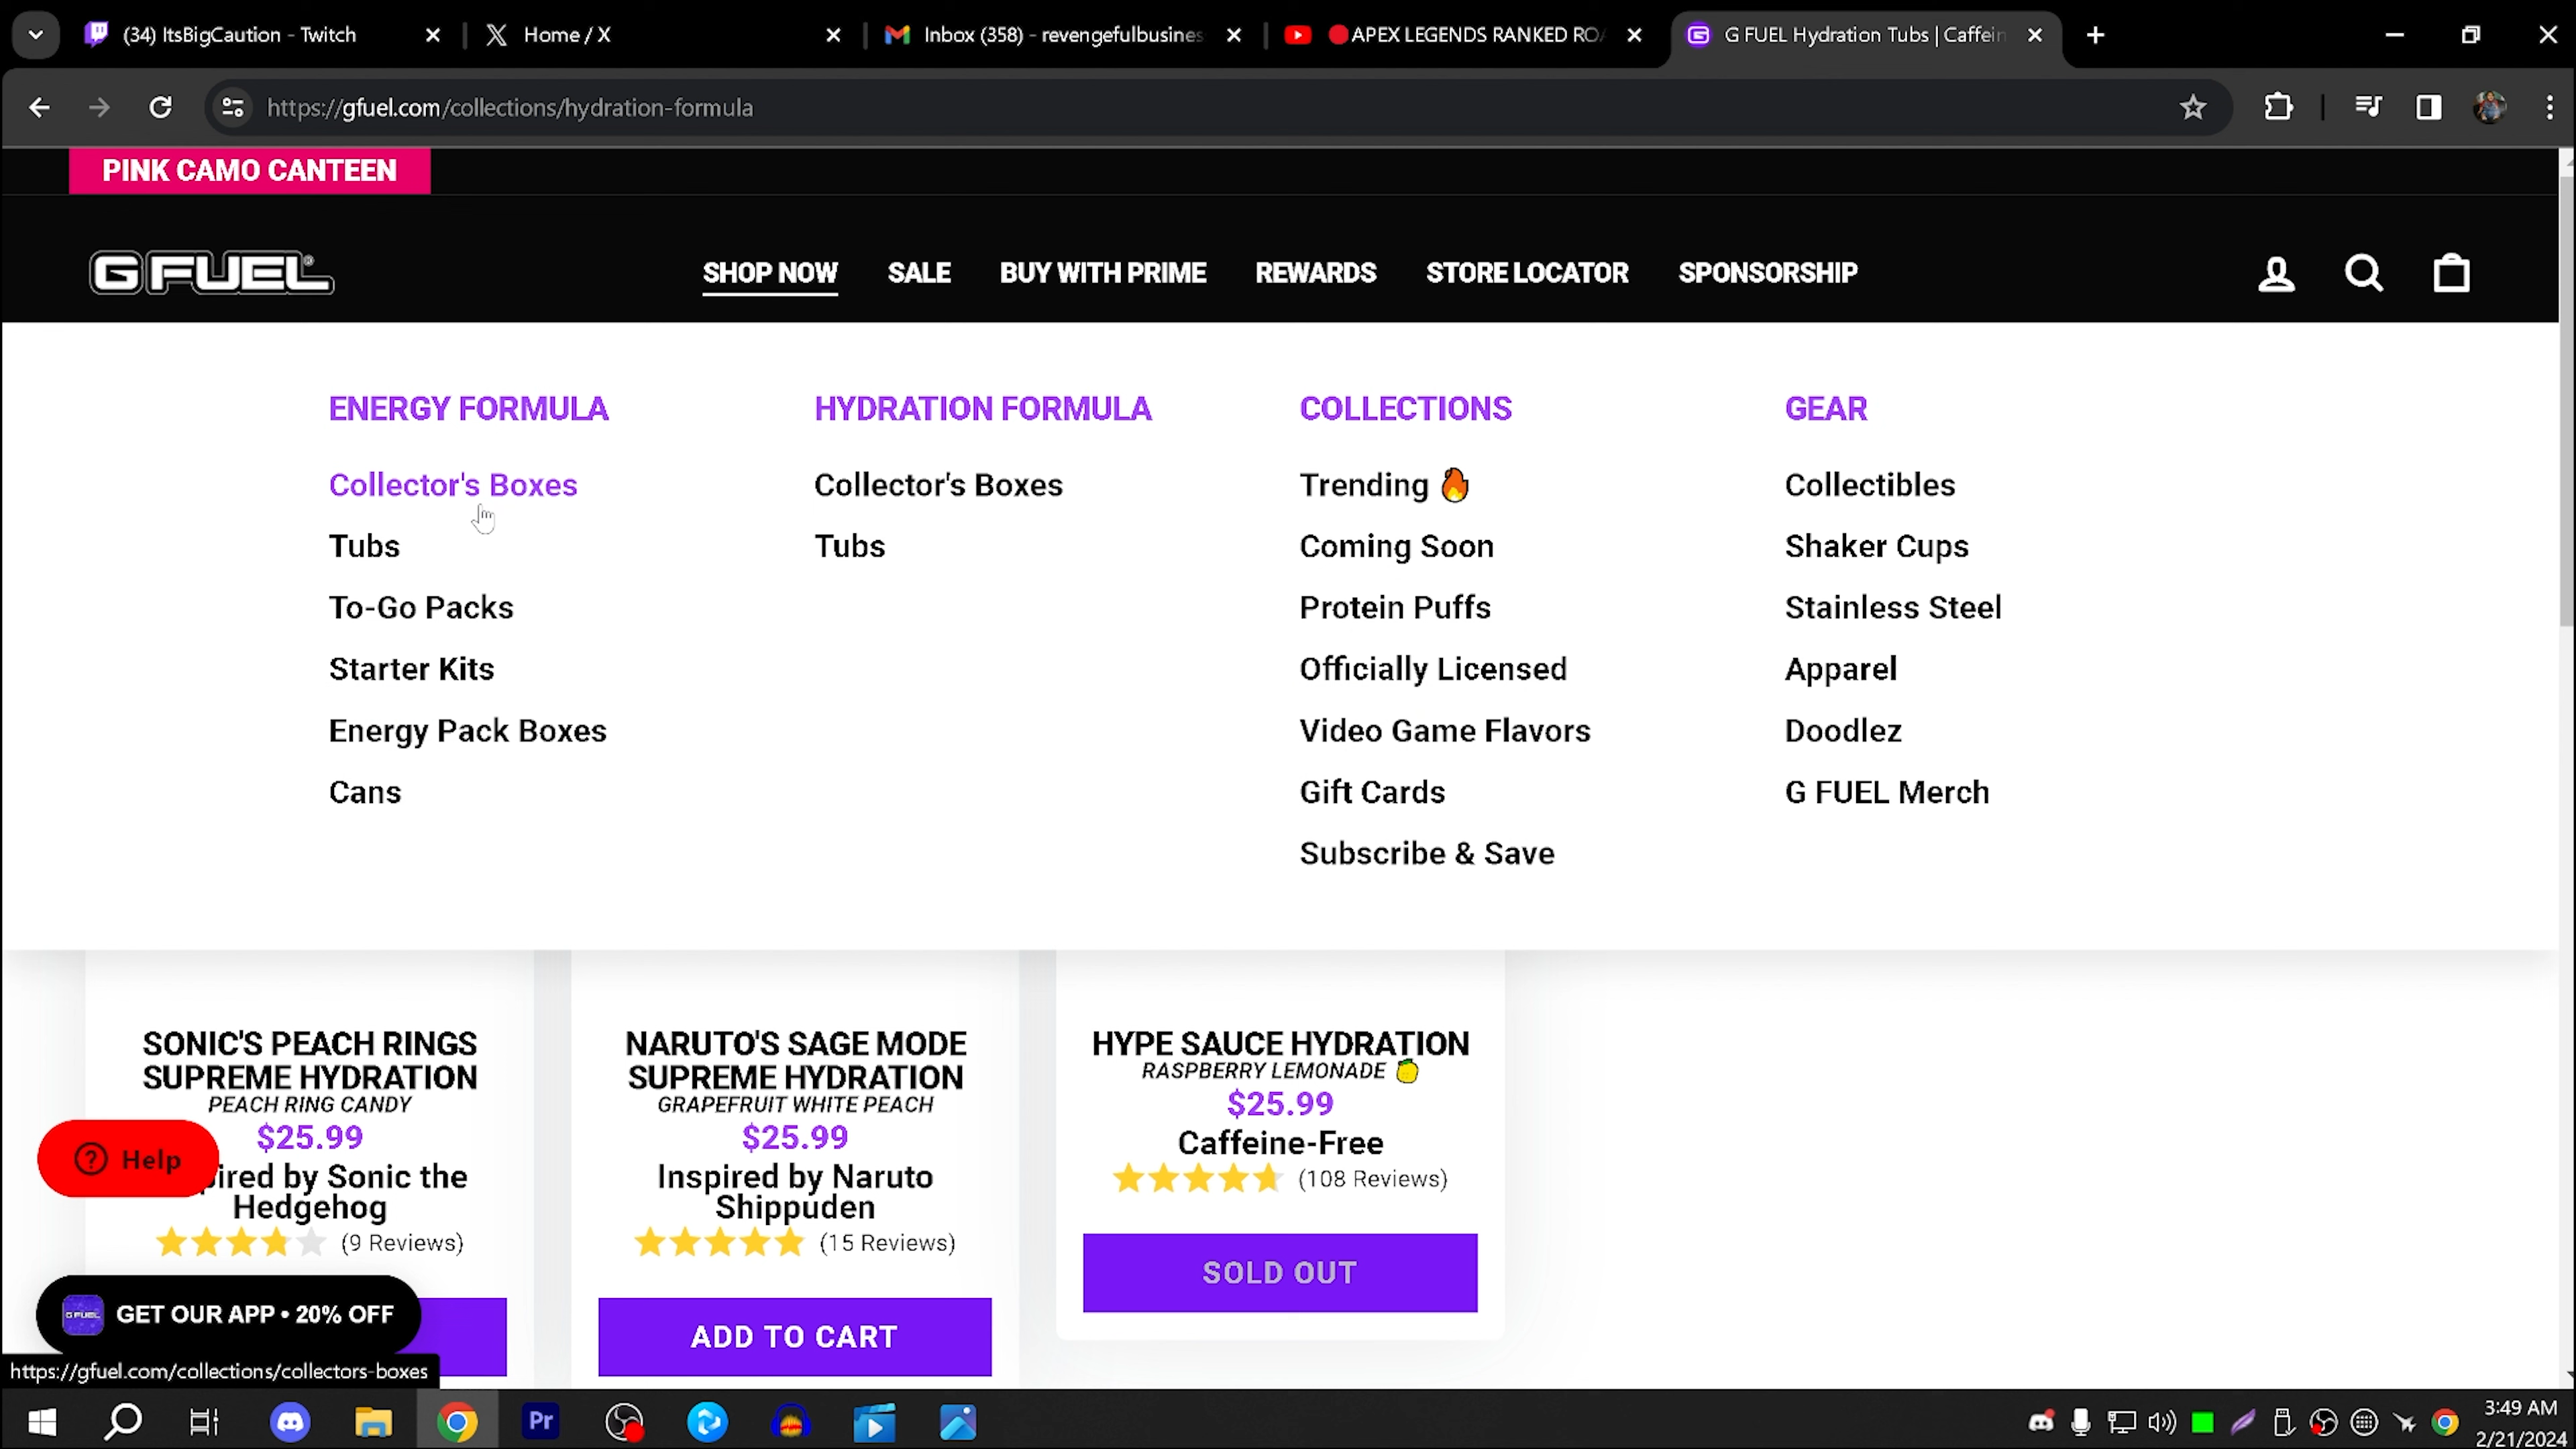 (34) ItsBigCaution - Twitch
Home / X
Inbox (358) - revengefulbusines
APEX LEGENDS RANKED ROA
G FUEL Hydration Tubs | Caffein
https://gfuel.com/collections/hydration-formula
PINK CAMO CANTEEN
G FUEL®
SHOP NOW
SALE
BUY WITH PRIME
REWARDS
STORE LOCATOR
SPONSORSHIP
ENERGY FORMULA
Collector's Boxes
Tubs
To-Go Packs
Starter Kits
Energy Pack Boxes
Cans
HYDRATION FORMULA
Collector's Boxes
Tubs
COLLECTIONS
Trending 🔥
Coming Soon
Protein Puffs
Officially Licensed
Video Game Flavors
Gift Cards
Subscribe & Save
GEAR
Collectibles
Shaker Cups
Stainless Steel
Apparel
Doodlez
G FUEL Merch
SONIC'S PEACH RINGS
SUPREME HYDRATION
PEACH RING CANDY
$25.99
pired by Sonic the
Hedgehog
(9 Reviews)
NARUTO'S SAGE MODE
SUPREME HYDRATION
GRAPEFRUIT WHITE PEACH
$25.99
Inspired by Naruto
Shippuden
(15 Reviews)
ADD TO CART
HYPE SAUCE HYDRATION
RASPBERRY LEMONADE 🍋
$25.99
Caffeine-Free
(108 Reviews)
SOLD OUT
Help
G FUEL
GET OUR APP • 20% OFF
https://gfuel.com/collections/collectors-boxes
Pr
3:49 AM
2/21/2024